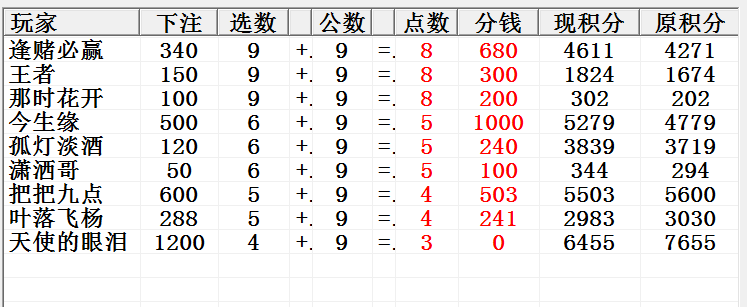 玩家 下注 选数 公数 点数 分钱 现积分 原积分
逢赌必赢 340 9 +. 9 =. 8 680 4611 4271
王者 150 9 +. 9 =. 8 300 1824 1674
那时花开 100 9 +. 9 =. 8 200 302 202
今生缘 500 6 +. 9 =. 5 1000 5279 4779
孤灯淡酒 120 6 +. 9 =. 5 240 3839 3719
潇洒哥 50 6 +. 9 =. 5 100 344 294
把把九点 600 5 +. 9 =. 4 503 5503 5600
叶落飞杨 288 5 +. 9 =. 4 241 2983 3030
天使的眼泪 1200 4 +. 9 =. 3 0 6455 7655